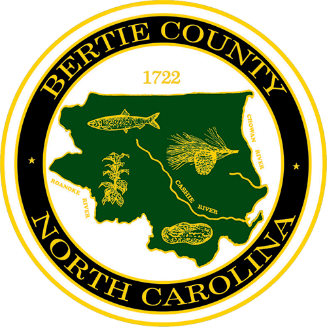 BERTIE COUNTY
1722
CHOWAN RIVER
ROANOKE RIVER
CASHIE RIVER
NORTH CAROLINA